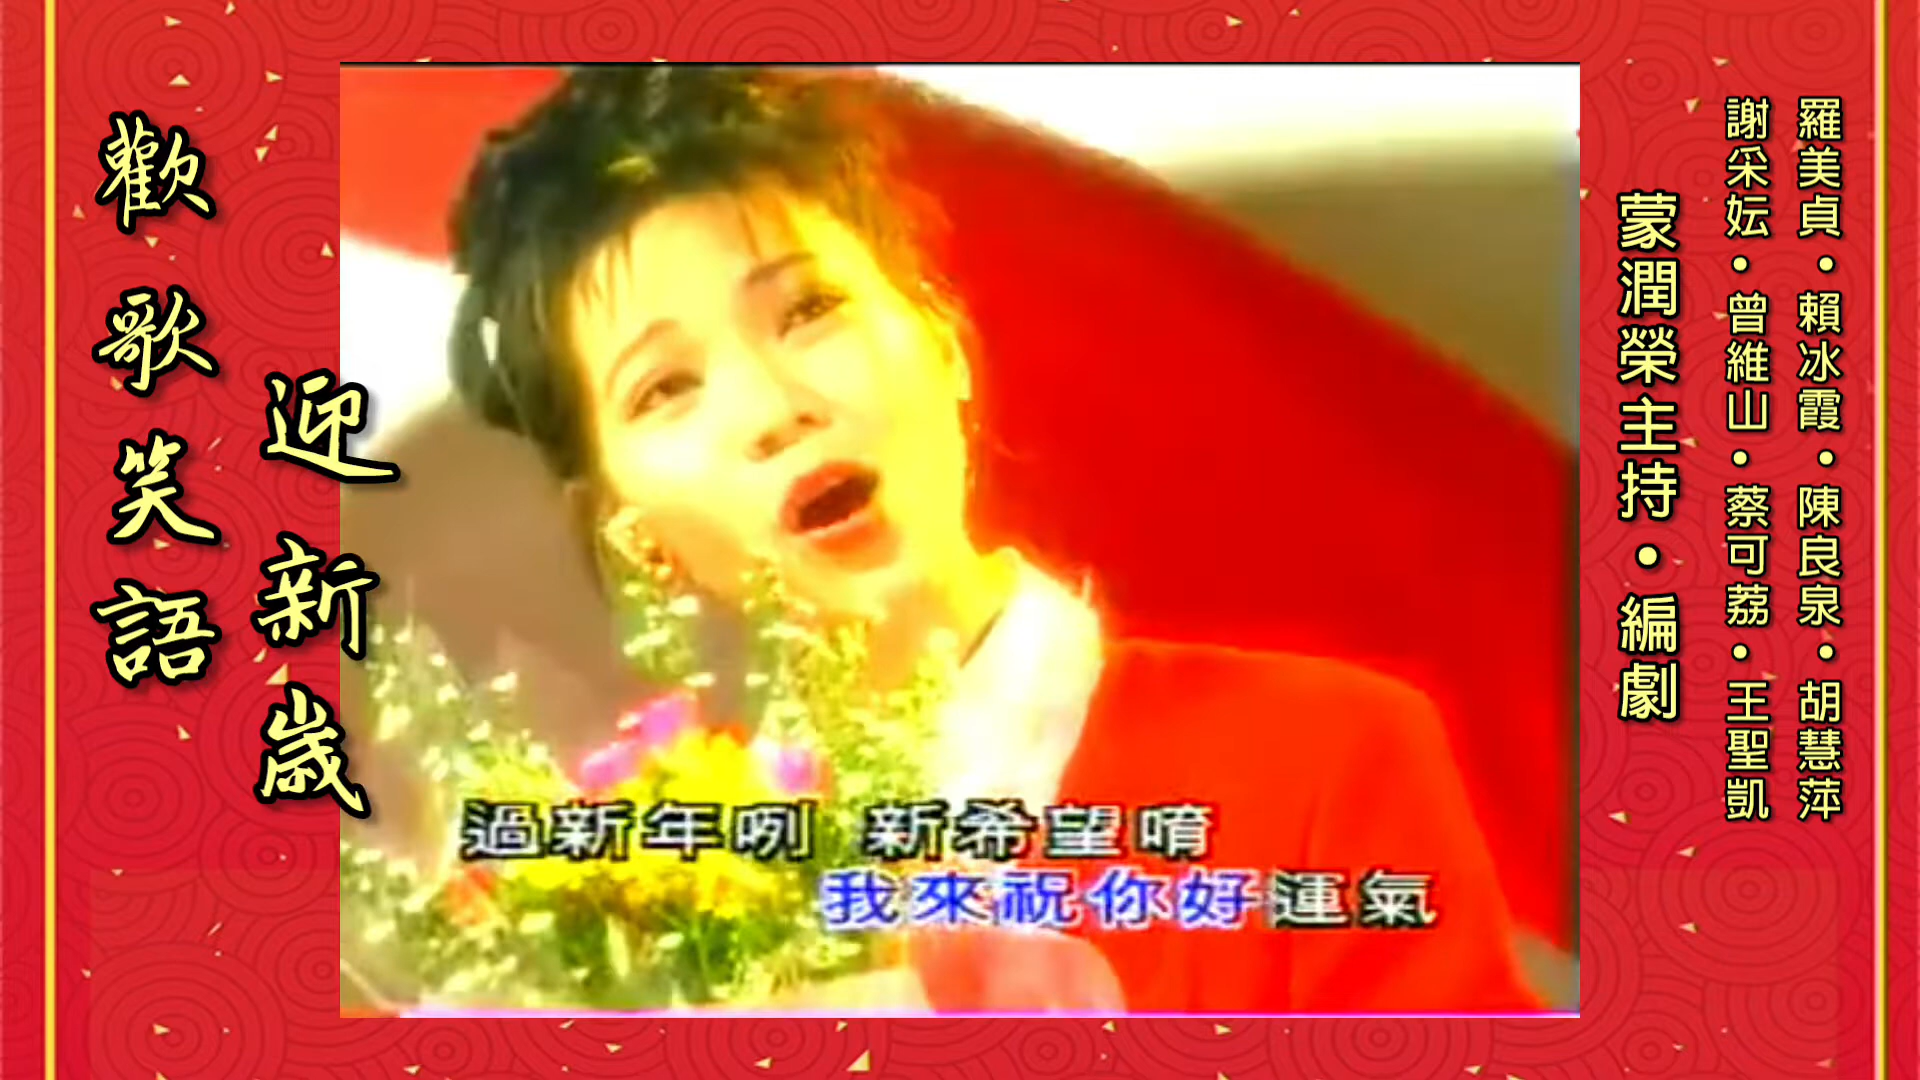 歡歌笑語
迎新歲
羅美貞・賴冰霞・陳良泉・胡慧萍
謝采妘・曾維山・蔡可荔・王聖凱
蒙潤榮主持・編劇
過新年咧 新希望唷
我來祝你好運氣